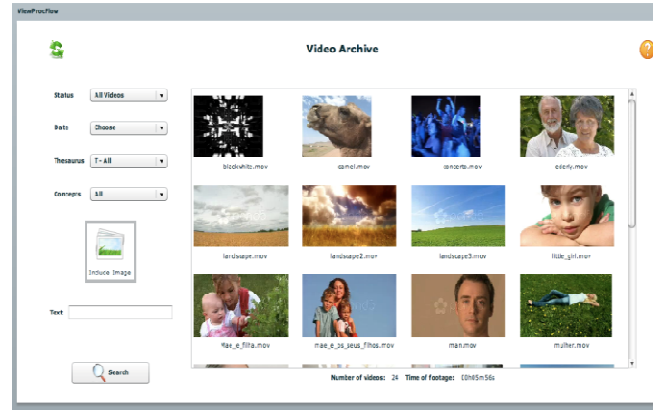 ViewProcFlow
Video Archive
?
Status All Videos
Date Choose
Thesaurus T - All
Concepts All
Include Image
Text
Search
blackwhite.mov camel.mov concerto.mov elderly.mov
landscape.mov landscape2.mov landscape3.mov little_girl.mov
Mae_e_filha.mov mae_e_os_seus_filhos.mov man.mov mulher.mov
Number of videos: 24 Time of footage: 00h05m56s